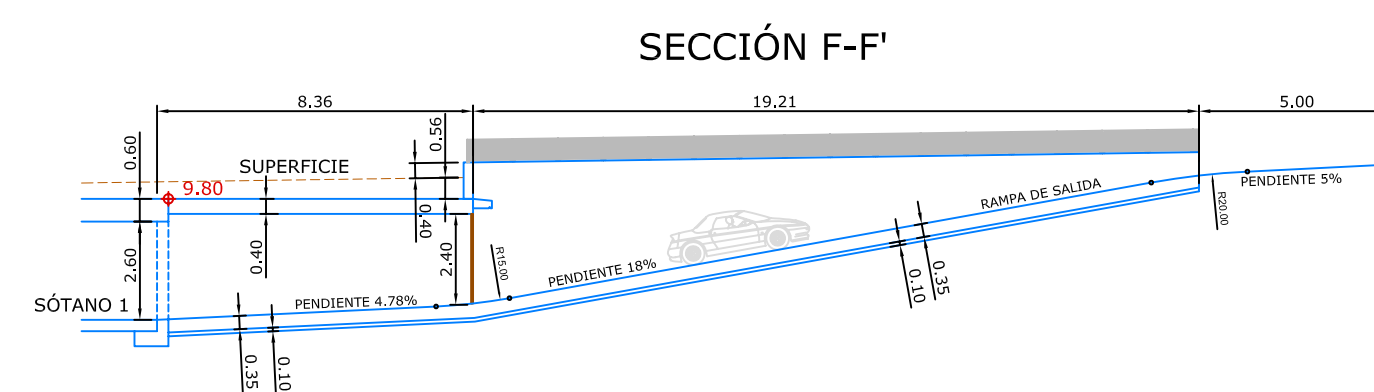 SECCIÓN F-F'
8.36
19.21
5.00
0.60
0.56
SUPERFICIE
9.80
0.40
0.40
2.60
2.40
SÓTANO 1
PENDIENTE 4.78%
R15.00
PENDIENTE 18%
RAMPA DE SALIDA
R20.00
PENDIENTE 5%
0.10
0.35
0.35
0.10